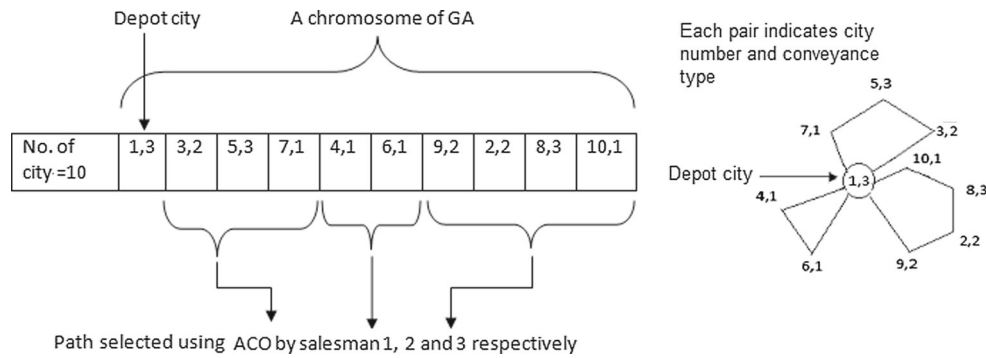 Depot city
A chromosome of GA
No. of
city =10
1,3 3,2 5,3 7,1 4,1 6,1 9,2 2,2 8,3 10,1
Path selected using ACO by salesman 1, 2 and 3 respectively
Each pair indicates city
number and conveyance
type
5,3
7,1
3,2
10,1
Depot city
1,3
8,3
4,1
2,2
6,1
9,2